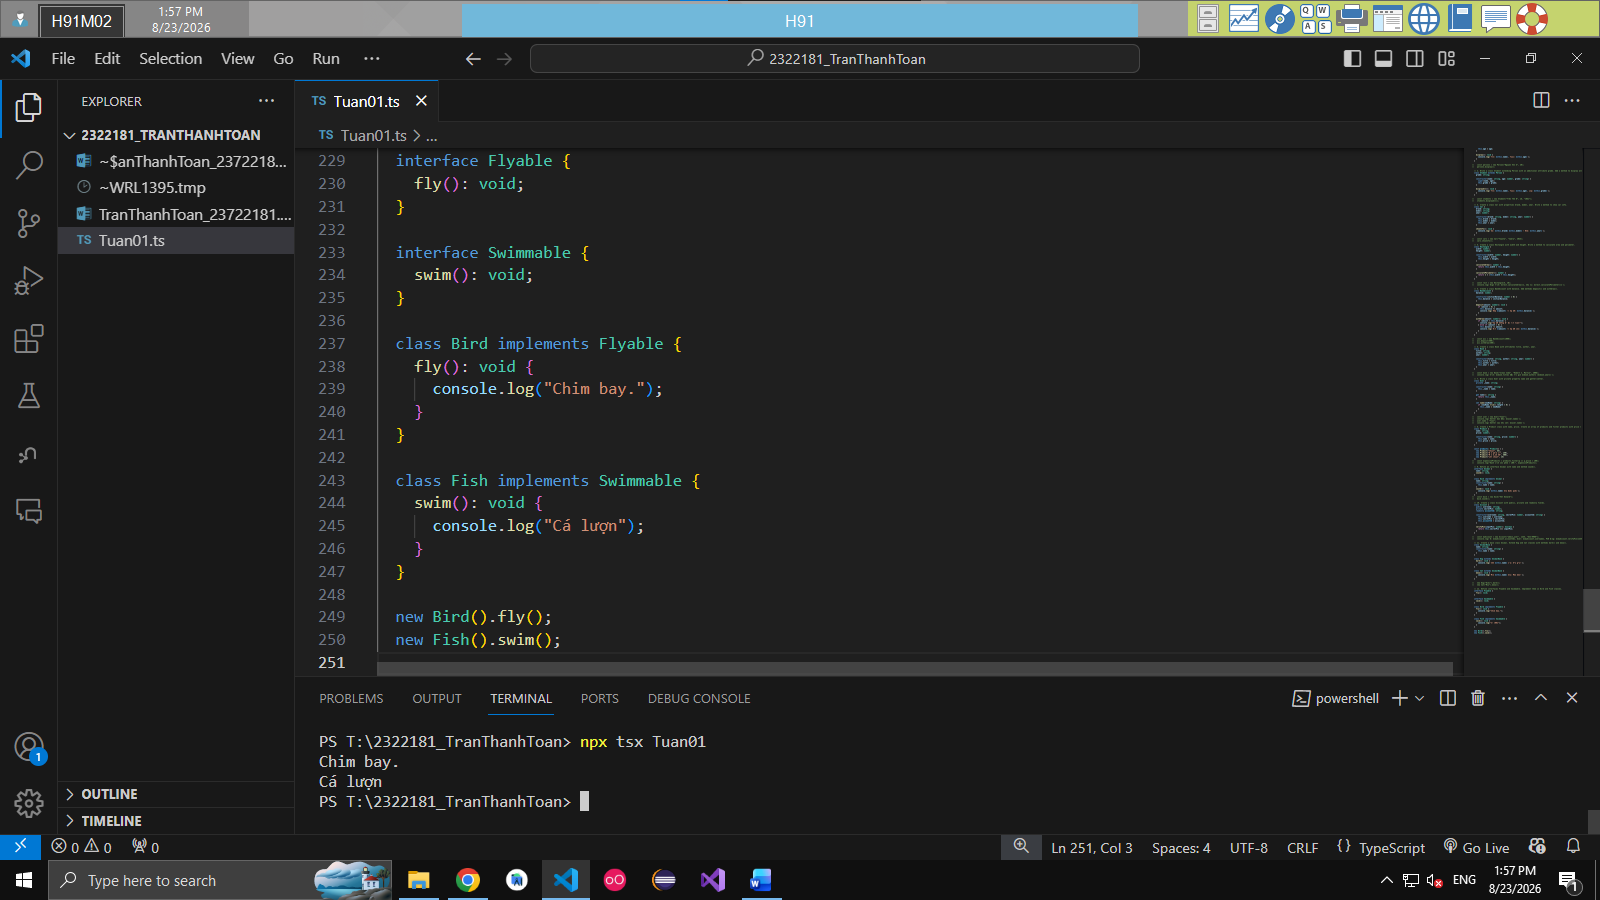 H91M02
1:57 PM
8/23/2026
H91
File Edit Selection View Go Run ···
2322181_TranThanhToan
EXPLORER
TS Tuan01.ts
2322181_TRANTHANHTOAN
~$anThanhToan_2372218...
~WRL1395.tmp
TranThanhToan_23722181....
TS Tuan01.ts
TS Tuan01.ts > ...
229 interface Flyable {
230 fly(): void;
231 }
232
233 interface Swimmable {
234 swim(): void;
235 }
236
237 class Bird implements Flyable {
238 fly(): void {
239 console.log("Chim bay.");
240 }
241 }
242
243 class Fish implements Swimmable {
244 swim(): void {
245 console.log("Cá lượn");
246 }
247 }
248
249 new Bird().fly();
250 new Fish().swim();
251
PROBLEMS OUTPUT TERMINAL PORTS DEBUG CONSOLE
powershell
PS T:\2322181_TranThanhToan> npx tsx Tuan01
Chim bay.
Cá lượn
PS T:\2322181_TranThanhToan>
1
OUTLINE
TIMELINE
0 0 0
Ln 251, Col 3 Spaces: 4 UTF-8 CRLF {} TypeScript Go Live
Type here to search
ENG
1:57 PM
8/23/2026
1